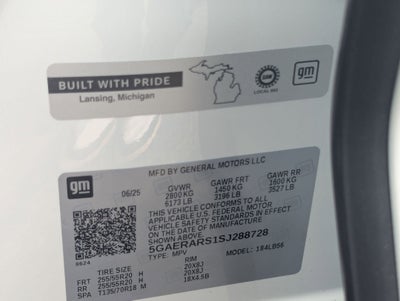 BUILT WITH PRIDE
Lansing, Michigan
gm
MFD BY GENERAL MOTORS LLC
gm
06/25
GVWR GAWR FRT GAWR RR
2800 KG 1450 KG 1600 KG
6173 LB 3196 LB 3527 LB
THIS VEHICLE CONFORMS TO ALL
APPLICABLE U.S. FEDERAL MOTOR
VEHICLE SAFETY STANDARDS IN EFFECT
ON THE DATE OF MANUFACTURE
SHOWN ABOVE.
5GAERARS1SJ288728
TYPE: MPV MODEL: 184LB56
TIRE SIZE RIM
FRT 255/55R20 H 20X8J
RR 255/55R20 H 20X8J
SPA T135/70R18 M 18X4.5B